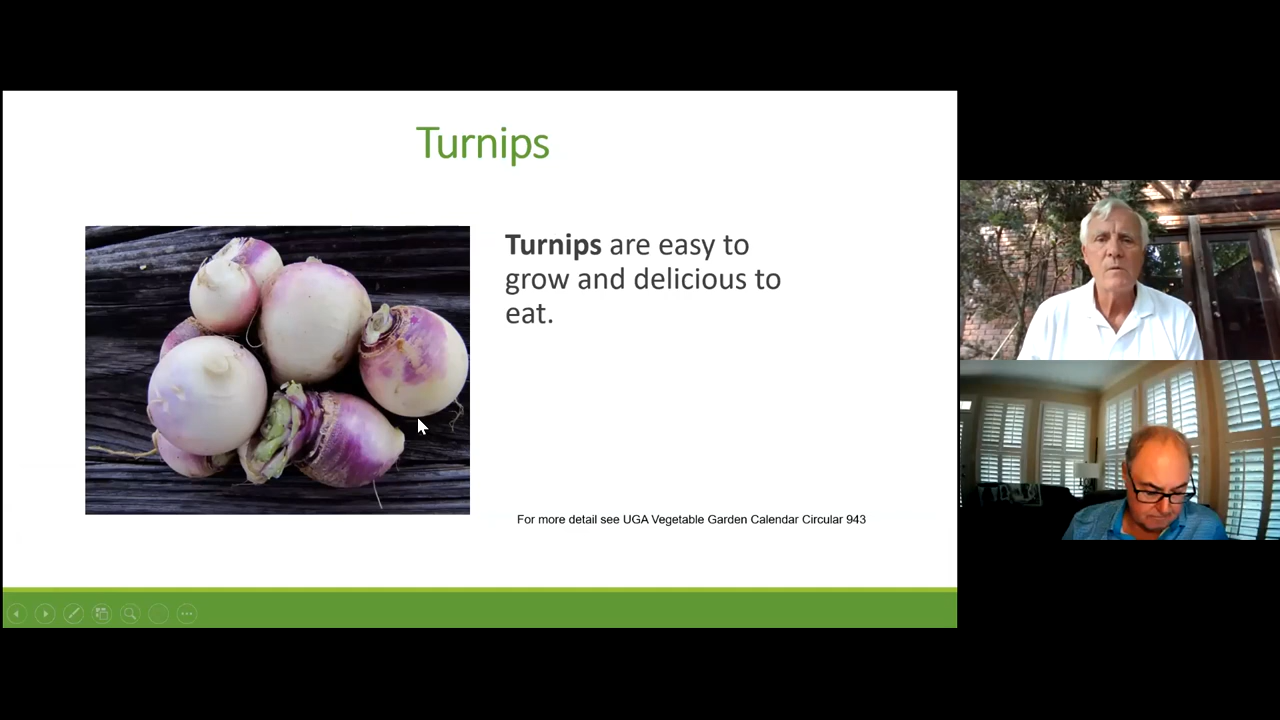 Turnips
Turnips are easy to
grow and delicious to
eat.
For more detail see UGA Vegetable Garden Calendar Circular 943